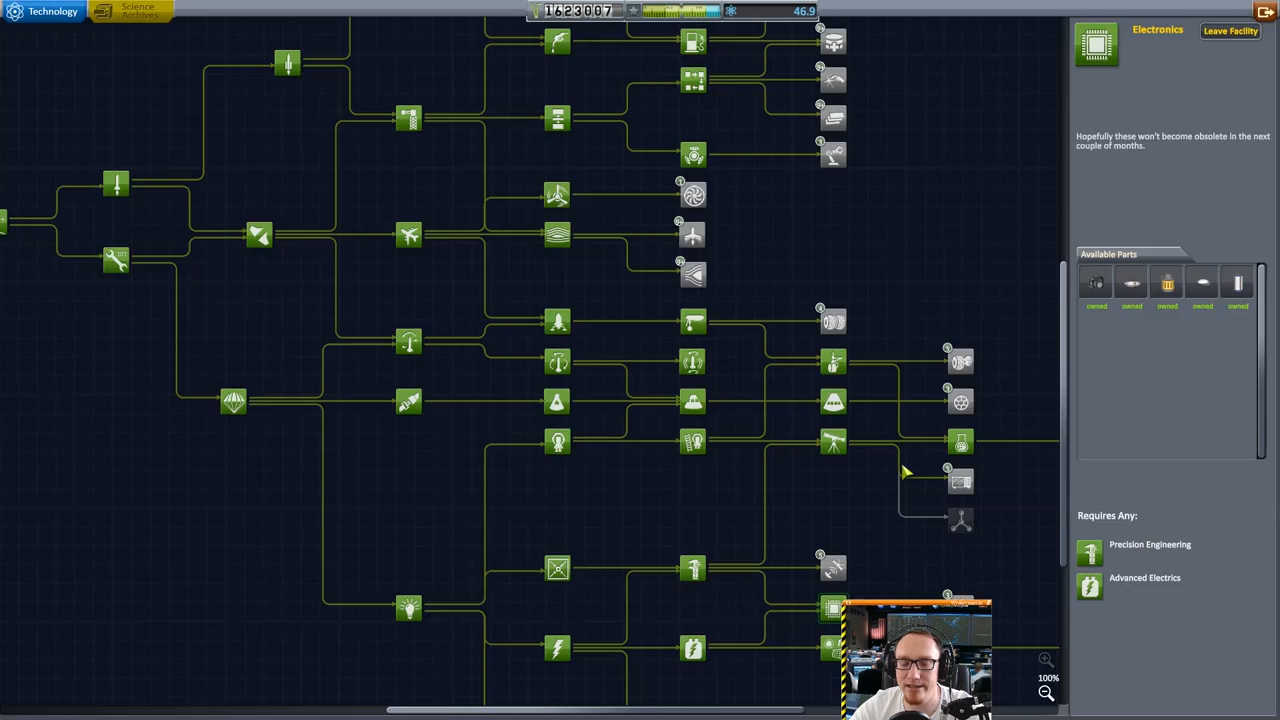 Technology
Science
Archives
1623007
46.9
Electronics
Leave Facility
Hopefully these won't become obsolete in the next
couple of months.
Available Parts
owned
owned
owned
owned
owned
Requires Any:
Precision Engineering
Advanced Electrics
100%